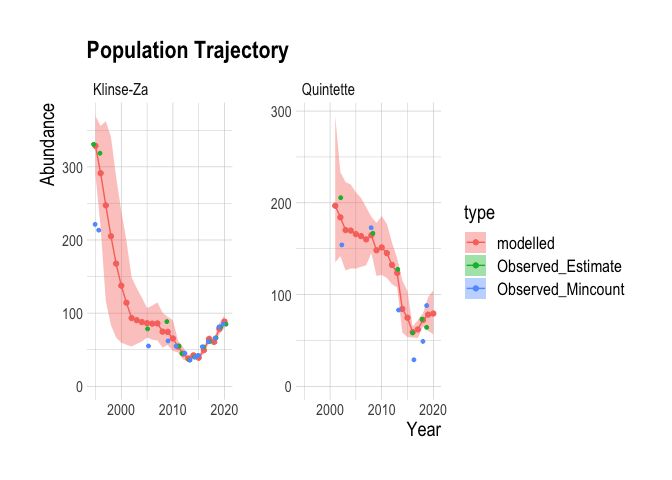 Population Trajectory
Klinse-Za
Quintette
Abundance
300
200
100
0
300
200
100
0
2000
2010
2020
2000
2010
2020
Year
type
modelled
Observed_Estimate
Observed_Mincount